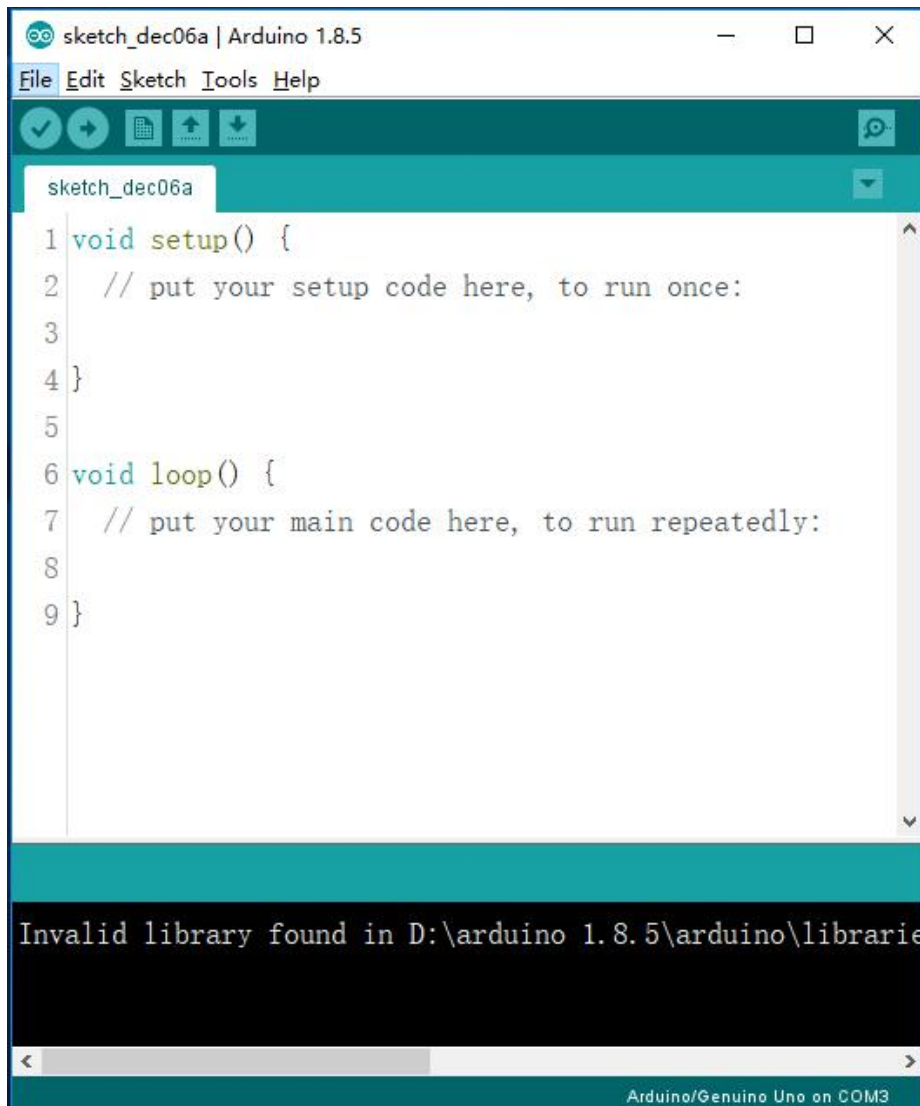 sketch_dec06a | Arduino 1.8.5
File Edit Sketch Tools Help
sketch_dec06a
1 void setup() {
2   // put your setup code here, to run once:
3
4 }
5
6 void loop() {
7   // put your main code here, to run repeatedly:
8
9 }
Invalid library found in D:\arduino 1.8.5\arduino\librarie
Arduino/Genuino Uno on COM3